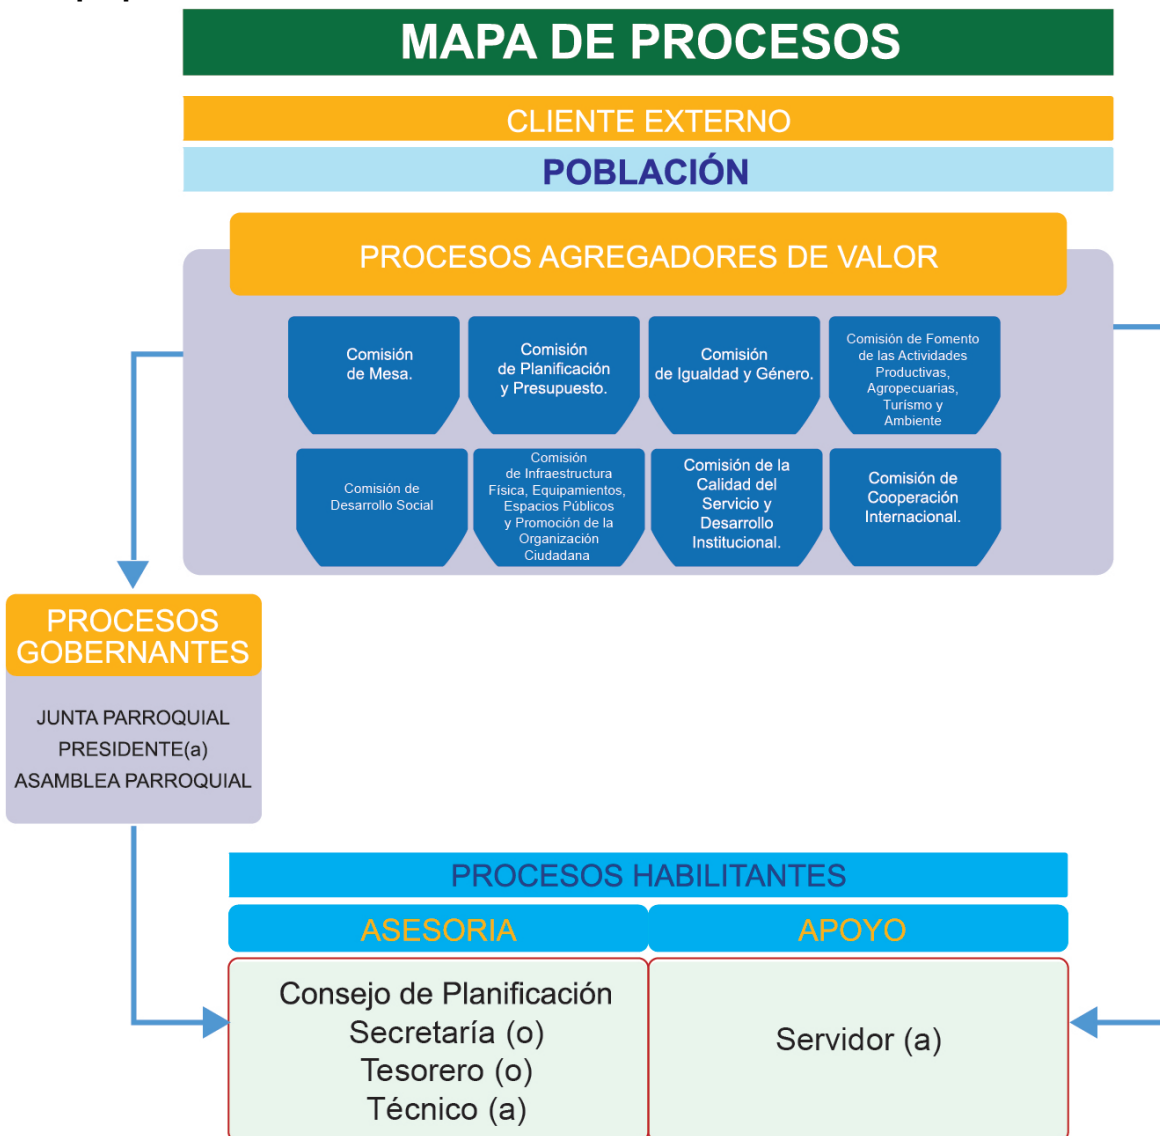 MAPA DE PROCESOS
CLIENTE EXTERNO
POBLACIÓN
PROCESOS AGREGADORES DE VALOR
Comisión
de Mesa.
Comisión
de Planificación
y Presupuesto.
Comisión
de Igualdad y Género.
Comisión de Fomento
de las Actividades
Productivas,
Agropecuarias,
Turísmo y
Ambiente
Comisión de
Desarrollo Social
Comisión
de Infraestructura
Física, Equipamientos,
Espacios Públicos
y Promoción de la
Organización
Ciudadana
Comisión de la
Calidad del
Servicio y
Desarrollo
Institucional.
Comisión de
Cooperación
Internacional.
PROCESOS
GOBERNANTES
JUNTA PARROQUIAL
PRESIDENTE(a)
ASAMBLEA PARROQUIAL
PROCESOS HABILITANTES
ASESORIA
APOYO
Consejo de Planificación
Secretaría (o)
Tesorero (o)
Técnico (a)
Servidor (a)